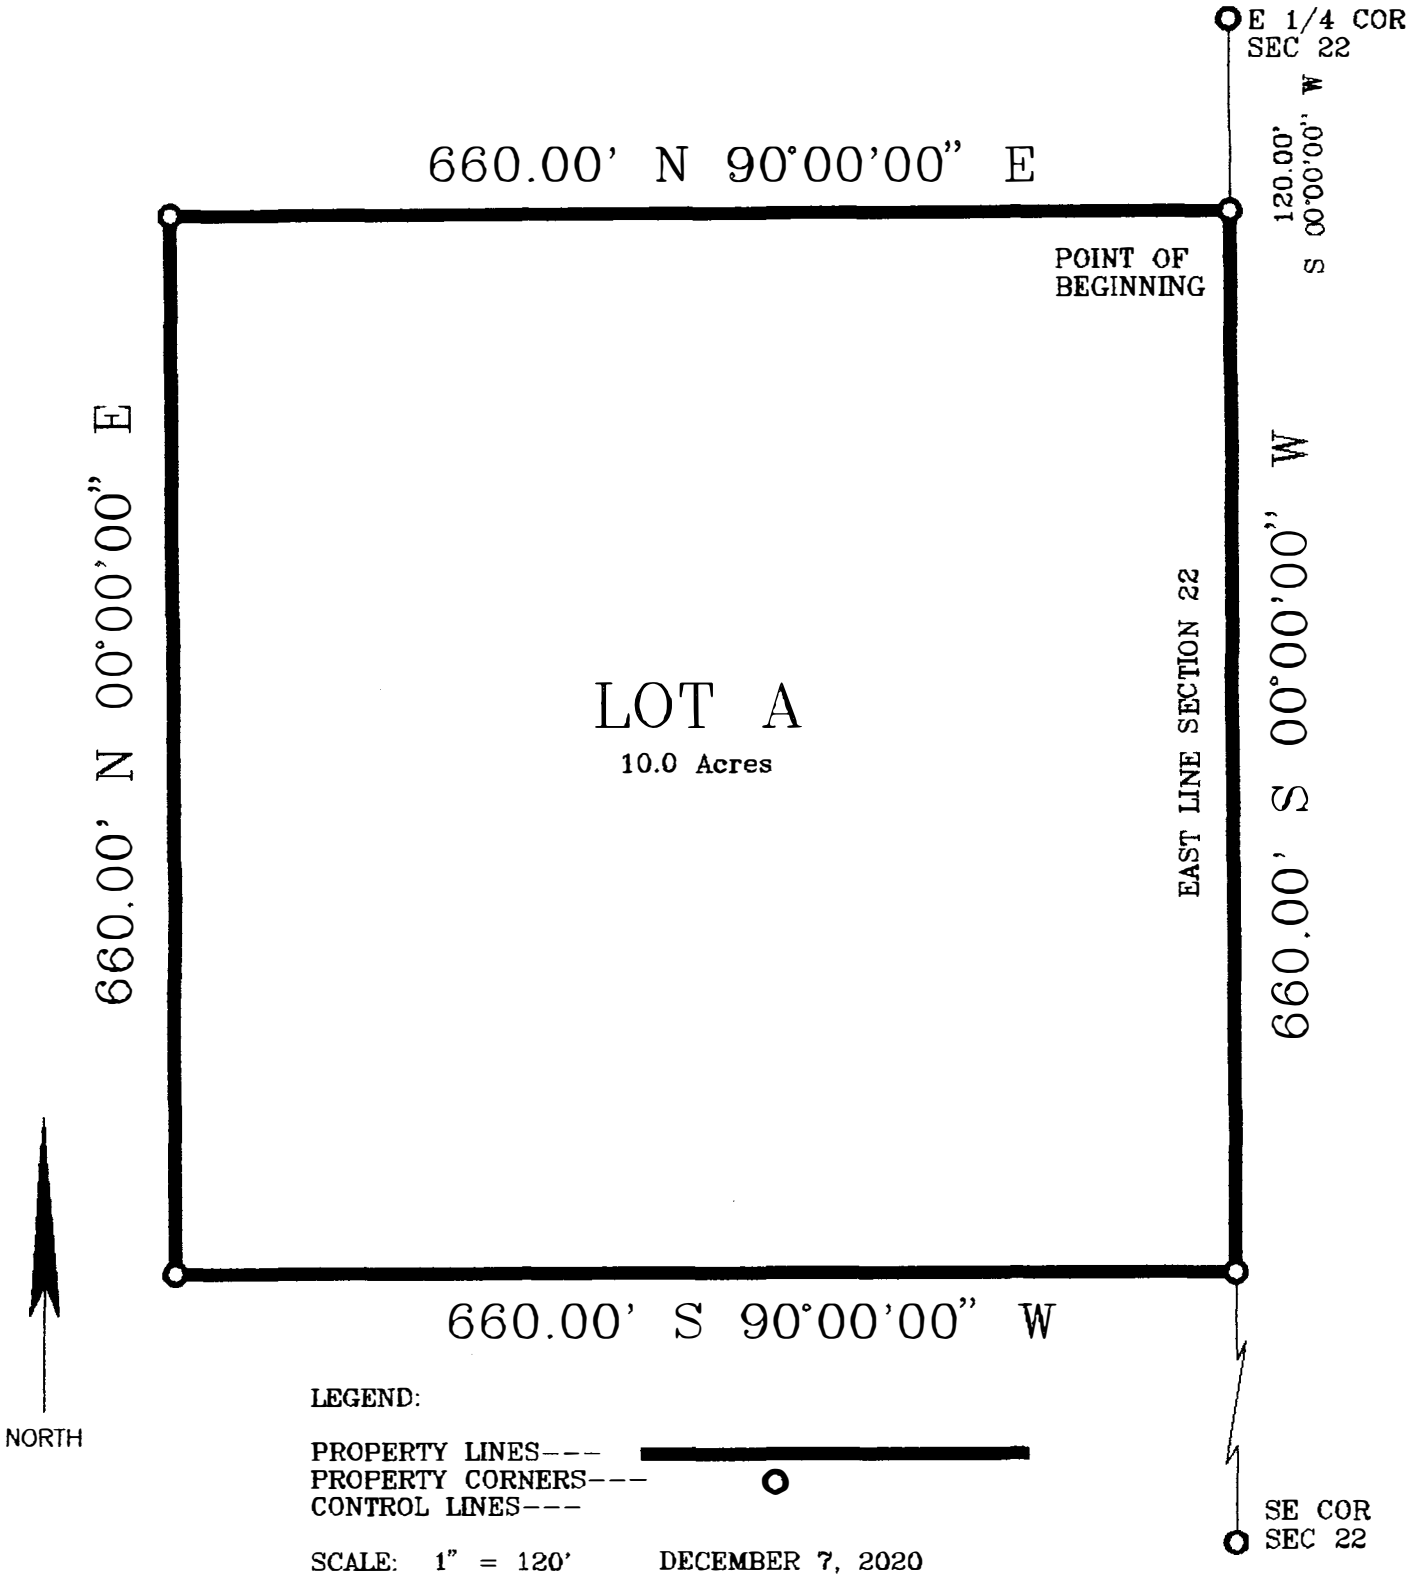 E 1/4 COR
SEC 22
120.00'
S 00°00'00" W
660.00' N 90°00'00" E
POINT OF
BEGINNING
660.00' N 00°00'00" E
LOT A
10.0 Acres
EAST LINE SECTION 22
660.00' S 00°00'00" W
660.00' S 90°00'00" W
NORTH
LEGEND:
PROPERTY LINES---
PROPERTY CORNERS---
CONTROL LINES---
SCALE: 1" = 120' DECEMBER 7, 2020
SE COR
SEC 22